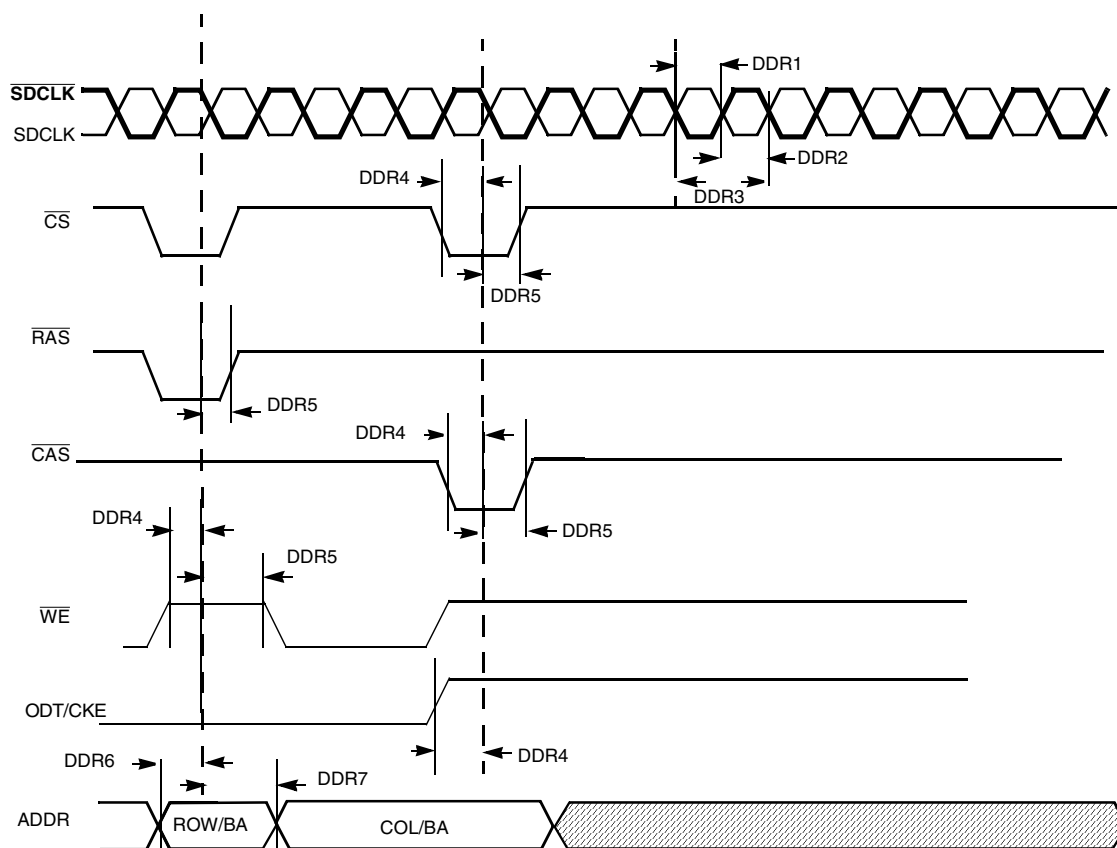 DDR1
SDCLK
SDCLK
DDR2
DDR4
DDR3
CS
DDR5
RAS
DDR5
DDR4
CAS
DDR4
DDR5
DDR5
WE
ODT/CKE
DDR4
DDR6
DDR7
ADDR
ROW/BA
COL/BA